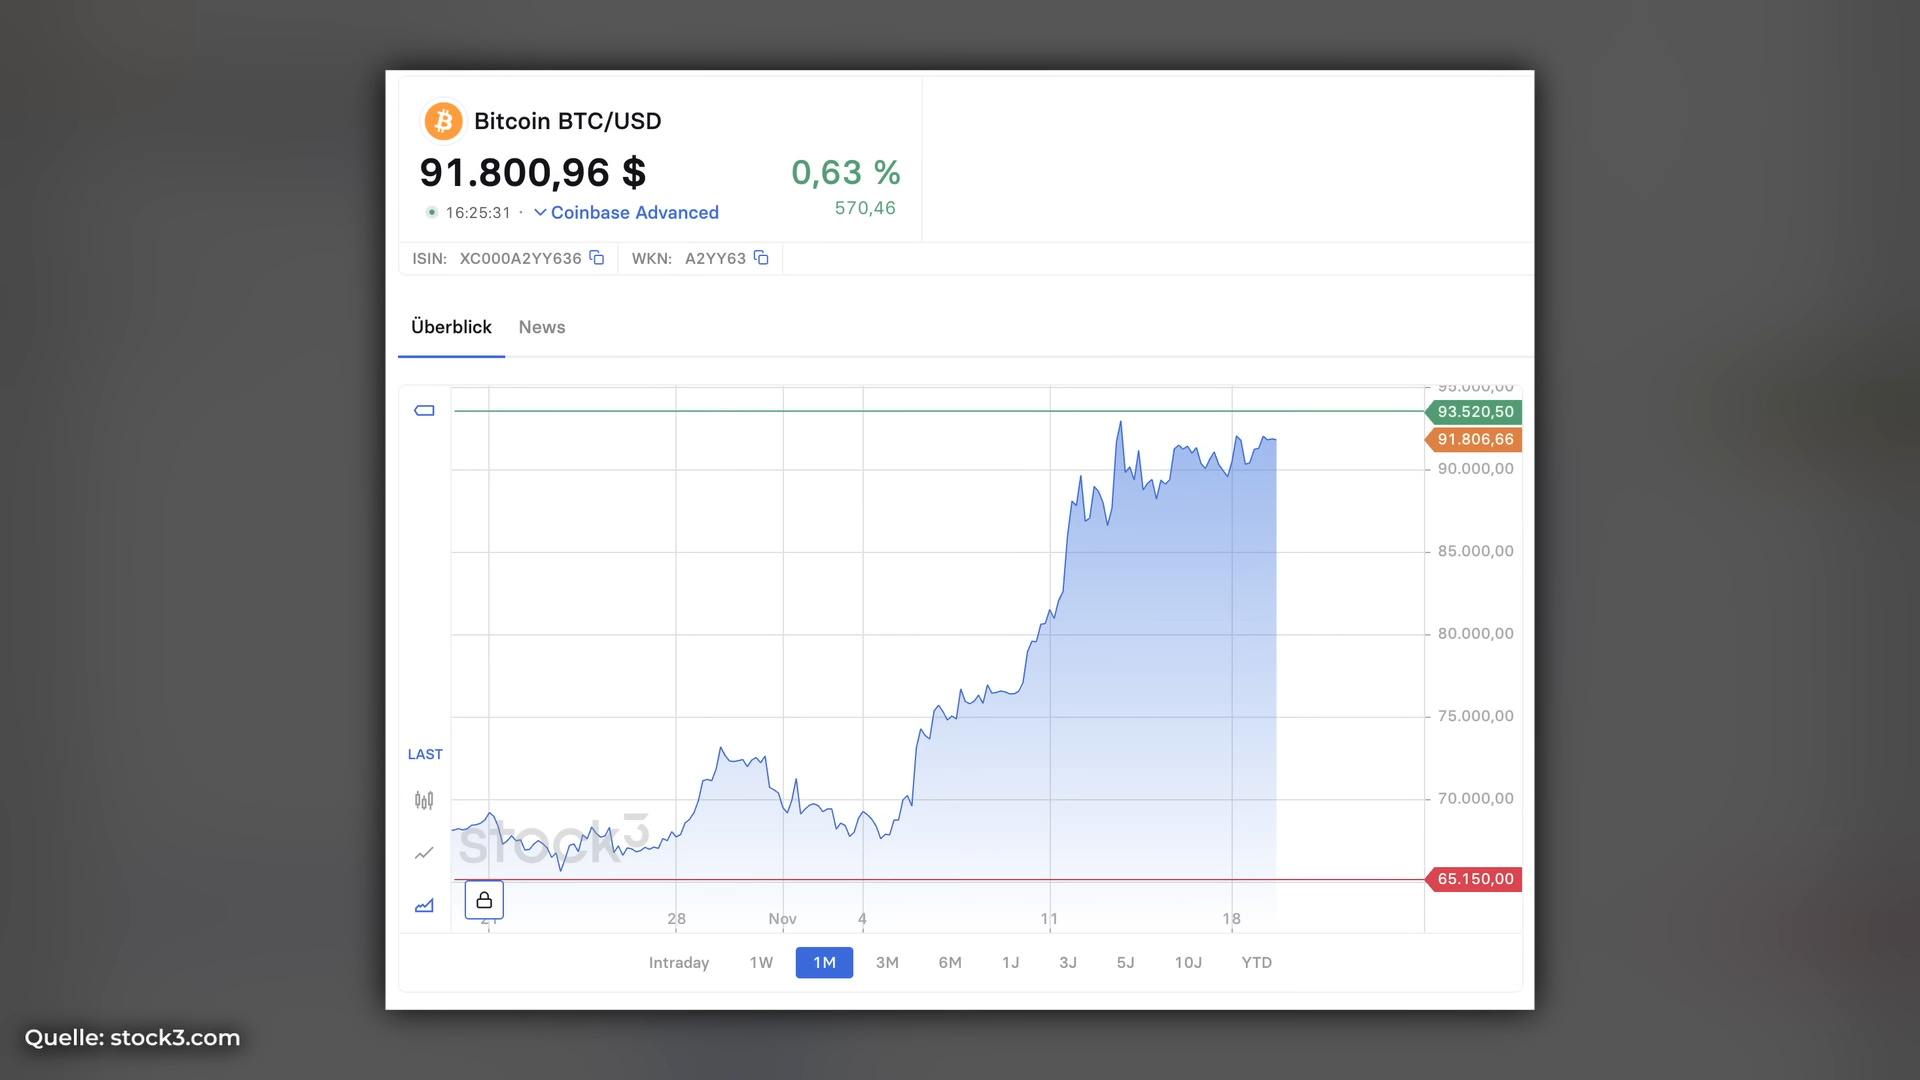 Bitcoin BTC/USD
91.800,96 $
0,63 %
16:25:31 · Coinbase Advanced
570,46
ISIN: XC000A2YY636
WKN: A2YY63
Überblick
News
95.000,00
93.520,50
91.806,66
90.000,00
85.000,00
80.000,00
75.000,00
LAST
70.000,00
stock3
65.150,00
28
Nov
4
11
18
Intraday
1W
1M
3M
6M
1J
3J
5J
10J
YTD
Quelle: stock3.com